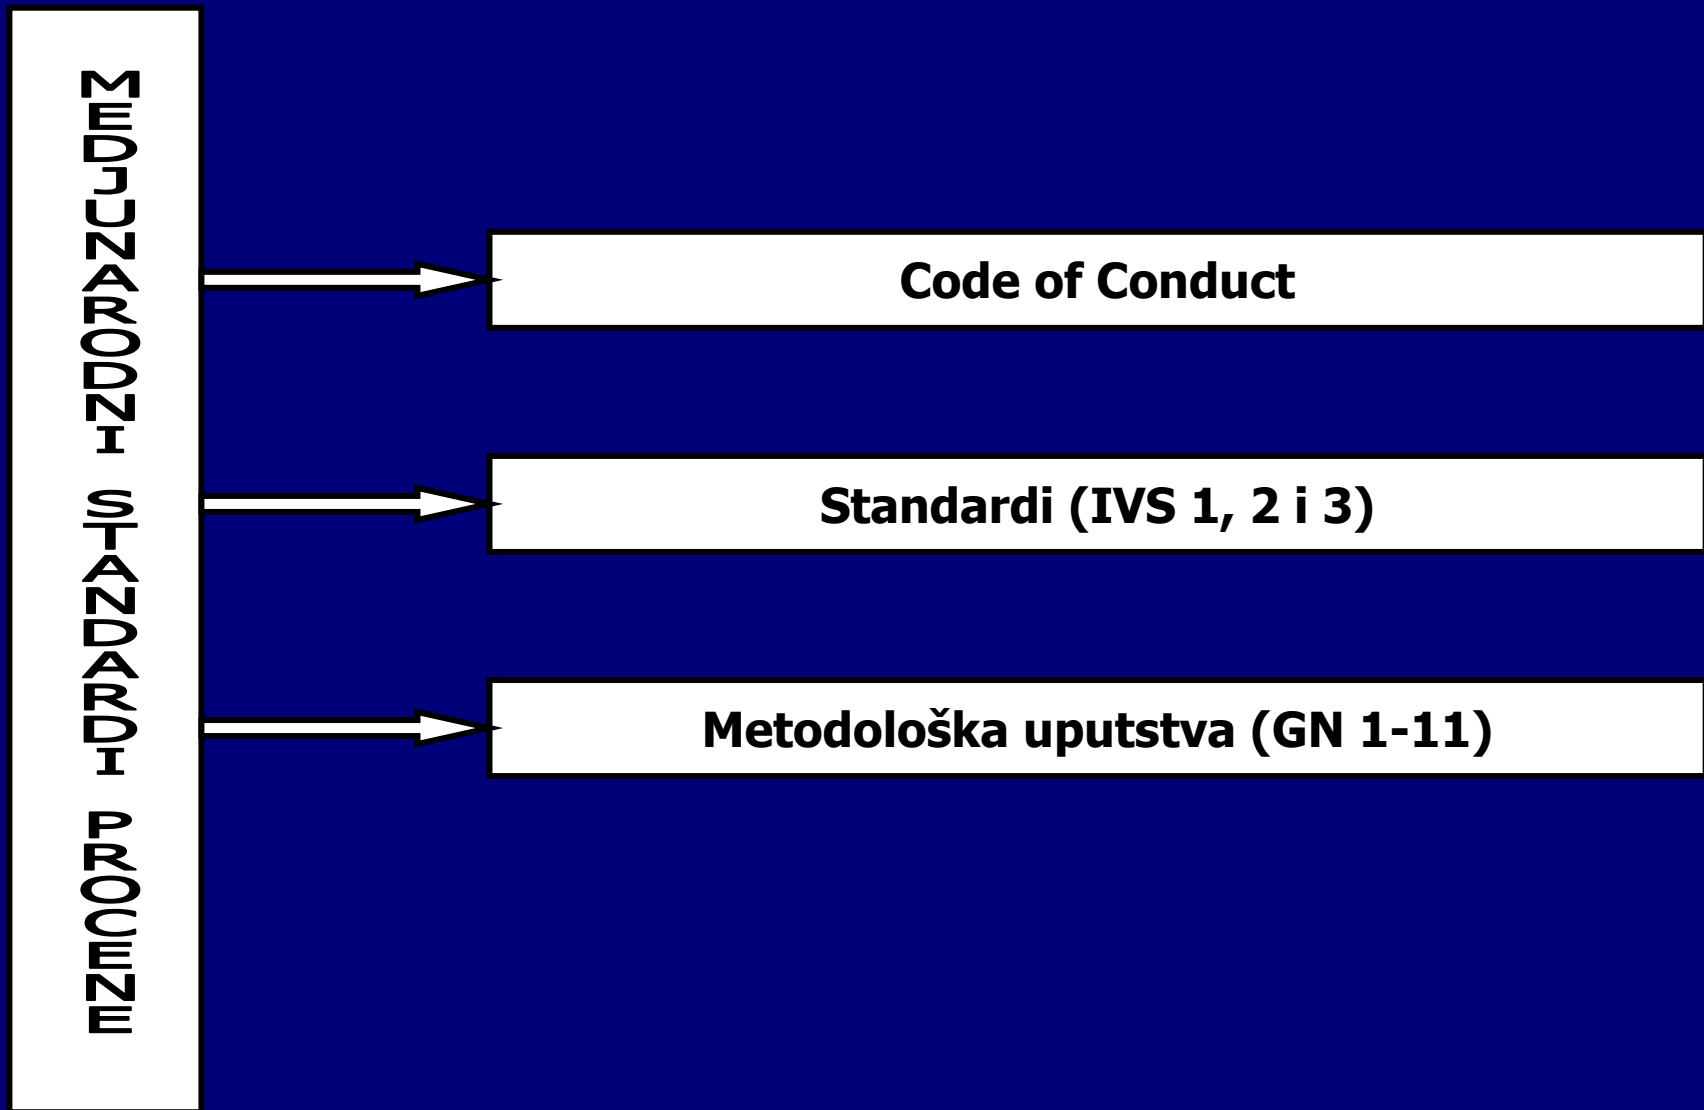 MEDJUNARODNI STANDARDI PROCENE
Code of Conduct
Standardi (IVS 1, 2 i 3)
Metodološka uputstva (GN 1-11)